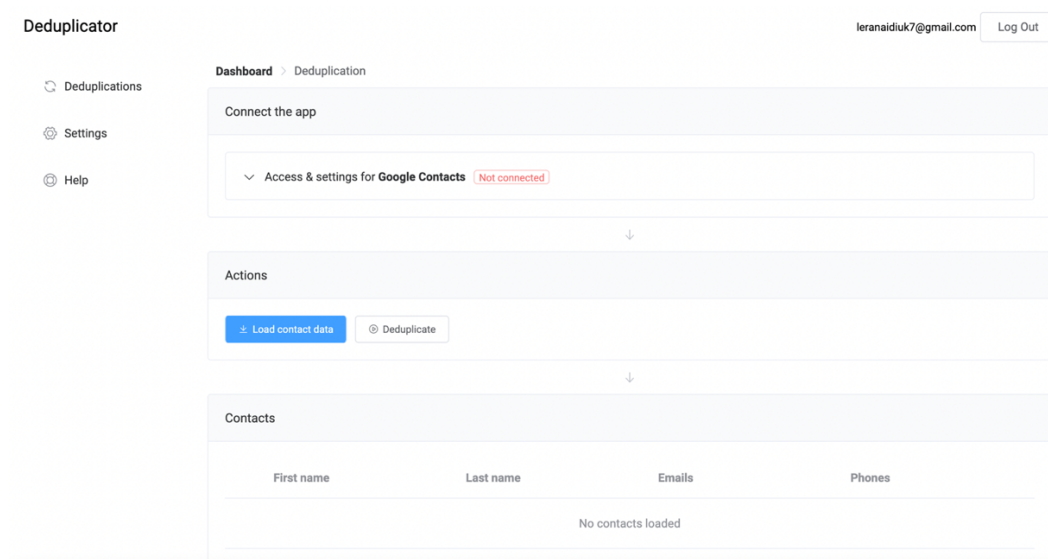 Deduplicator
leranaidiuk7@gmail.com
Log Out
Deduplications
Settings
Help
Dashboard > Deduplication
Connect the app
Access & settings for Google Contacts Not connected
Actions
Load contact data
Deduplicate
Contacts
First name Last name Emails Phones
No contacts loaded